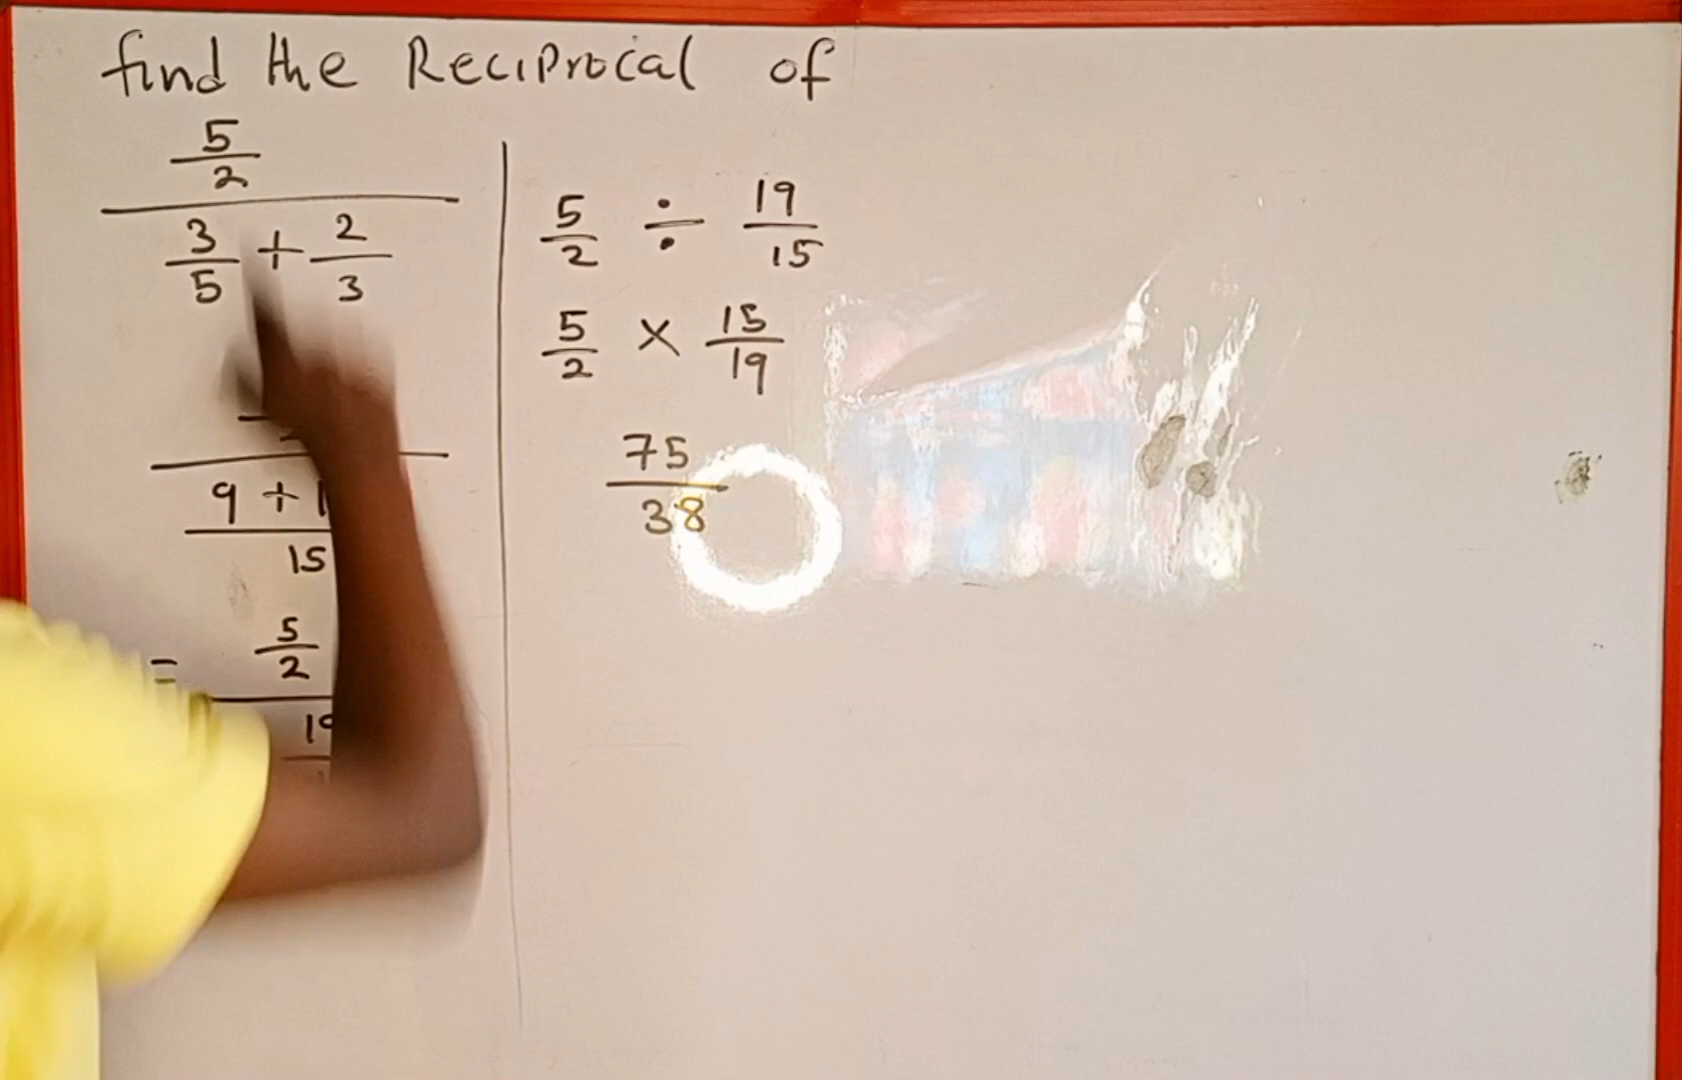 find the Reciprocal of
5
2
3 + 2
5 3
9 + 1
15
= 5
2
19
5 ÷ 19
2 15
5 × 15
2 19
75
38